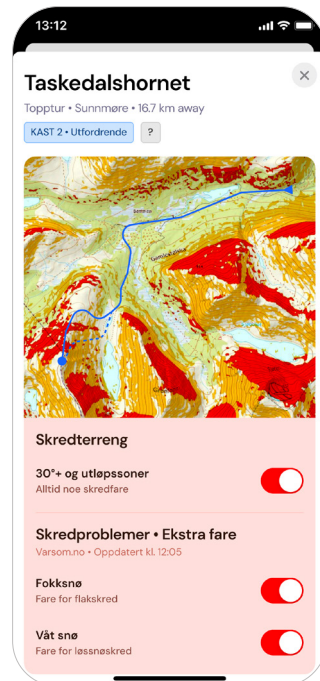 13:12
Taskedalshornet
Topptur • Sunnmøre • 16.7 km away
KAST 2 • Utfordrende
?
Skredterreng
30°+ og utløpssoner
Alltid noe skredfare
Skredproblemer • Ekstra fare
Varsom.no • Oppdatert kl. 12:05
Fokksnø
Fare for flakskred
Våt snø
Fare for løssnøskred